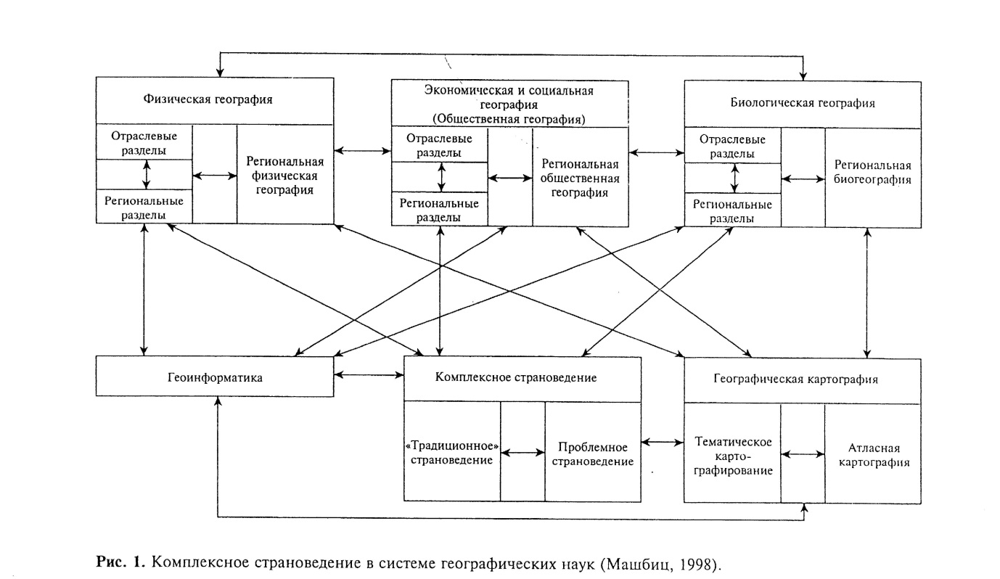 Физическая география
Отраслевые
разделы
Региональные
разделы
Региональная
физическая
география
Экономическая и социальная
география
(Общественная география)
Отраслевые
разделы
Региональные
разделы
Региональная
общественная
география
Биологическая география
Отраслевые
разделы
Региональные
разделы
Региональная
биогеография
Геоинформатика
Комплексное страноведение
«Традиционное»
страноведение
Проблемное
страноведение
Географическая картография
Тематическое
карто-
графирование
Атласная
картография
Рис. 1. Комплексное страноведение в системе географических наук (Машбиц, 1998).